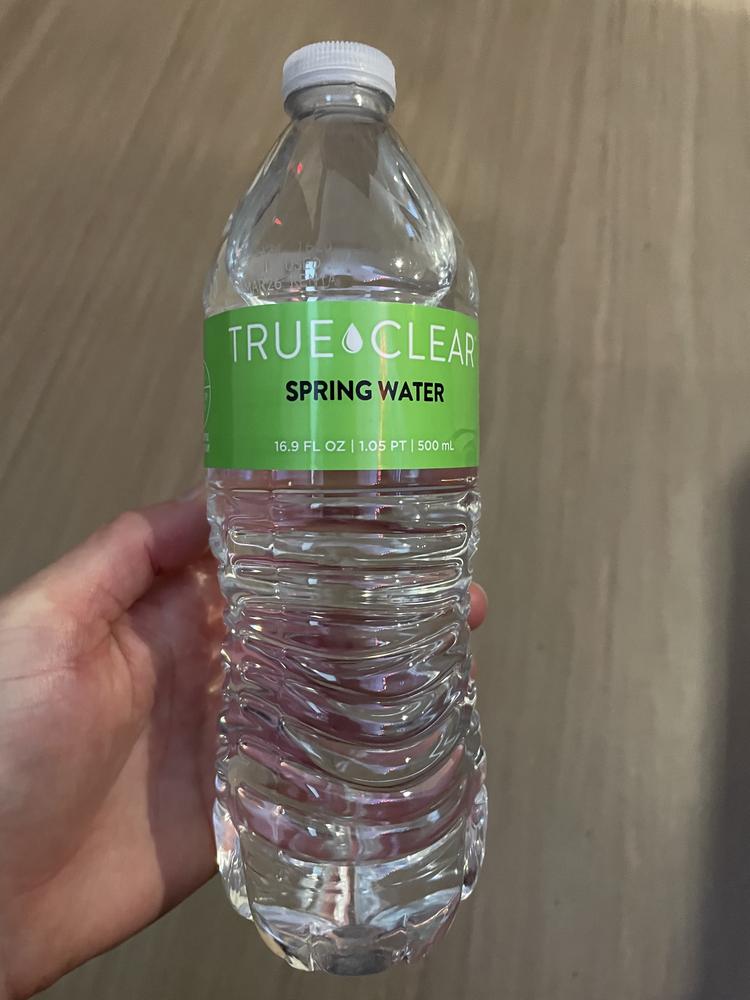 TRUE CLEAR
SPRING WATER
16.9 FL OZ | 1.05 PT | 500 mL